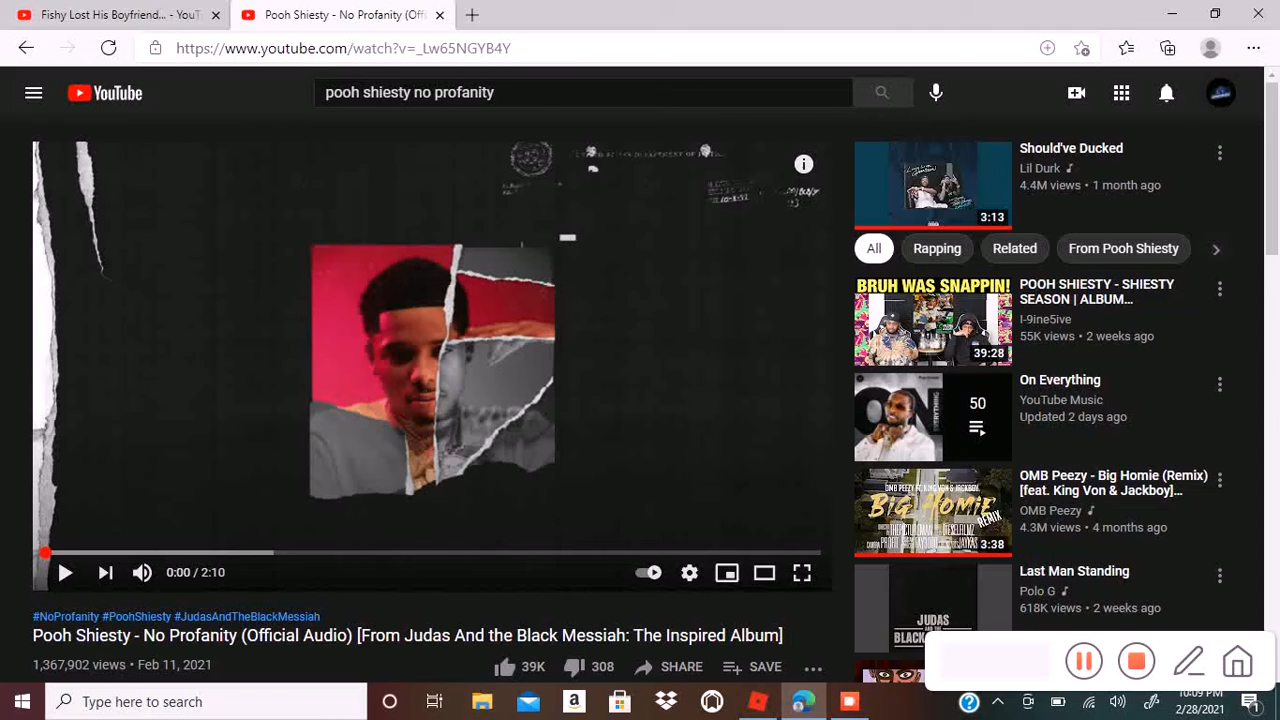 Fishy Lost His Boyfriend... - YouT
Pooh Shiesty - No Profanity (Offi
https://www.youtube.com/watch?v=_Lw65NGYB4Y
YouTube
pooh shiesty no profanity
Should've Ducked
Lil Durk
4.4M views • 1 month ago
3:13
All
Rapping
Related
From Pooh Shiesty
BRUH WAS SNAPPIN!
39:28
POOH SHIESTY - SHIESTY
SEASON | ALBUM...
I-9ine5ive
55K views • 2 weeks ago
50
On Everything
YouTube Music
Updated 2 days ago
BIG HOMIE
REMIX
3:38
OMB Peezy - Big Homie (Remix)
[feat. King Von & Jackboy]...
OMB Peezy
4.3M views • 4 months ago
Last Man Standing
Polo G
618K views • 2 weeks ago
JUDAS
AND THE
0:00 / 2:10
#NoProfanity #PoohShiesty #JudasAndTheBlackMessiah
Pooh Shiesty - No Profanity (Official Audio) [From Judas And the Black Messiah: The Inspired Album]
1,367,902 views • Feb 11, 2021
39K
308
SHARE
SAVE
Type here to search
10:09 PM
2/28/2021